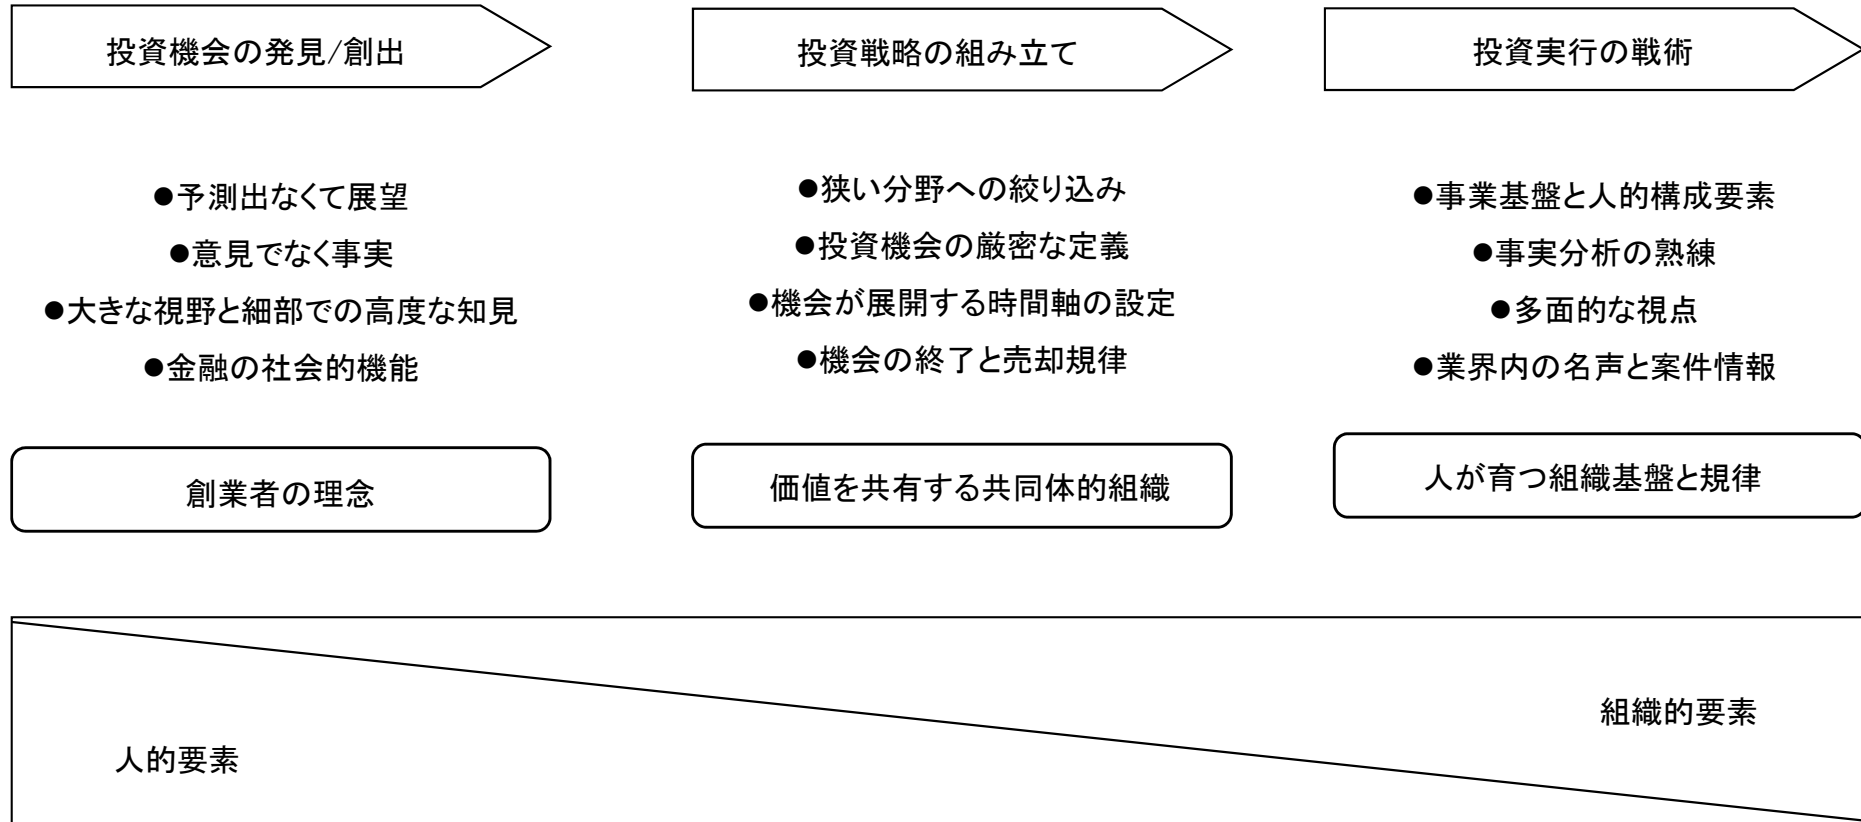 投資機会の発見/創出
投資戦略の組み立て
投資実行の戦術
●予測出なくて展望
●意見でなく事実
●大きな視野と細部での高度な知見
●金融の社会的機能
●狭い分野への絞り込み
●投資機会の厳密な定義
●機会が展開する時間軸の設定
●機会の終了と売却規律
●事業基盤と人的構成要素
●事実分析の熟練
●多面的な視点
●業界内の名声と案件情報
創業者の理念
価値を共有する共同体的組織
人が育つ組織基盤と規律
人的要素
組織的要素